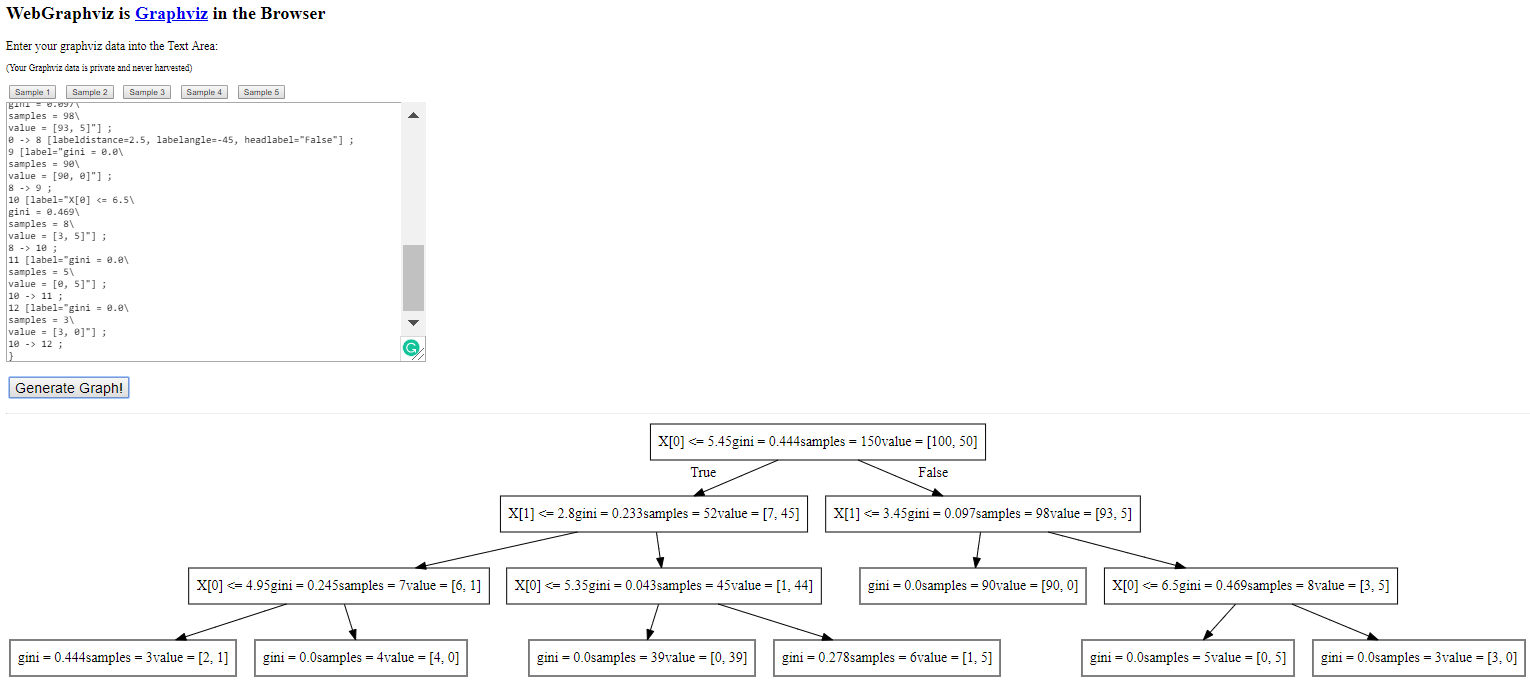 WebGraphviz is Graphviz in the Browser
Enter your graphviz data into the Text Area:
(Your Graphviz data is private and never harvested)
Sample 1 Sample 2 Sample 3 Sample 4 Sample 5
gini = 0.097\
samples = 98\
value = [93, 5]"] ;
0 -> 8 [labeldistance=2.5, labelangle=-45, headlabel="False"] ;
9 [label="gini = 0.0\
samples = 90\
value = [90, 0]"] ;
8 -> 9 ;
10 [label="X[0] <= 6.5\
gini = 0.469\
samples = 8\
value = [3, 5]"] ;
8 -> 10 ;
11 [label="gini = 0.0\
samples = 5\
value = [0, 5]"] ;
10 -> 11 ;
12 [label="gini = 0.0\
samples = 3\
value = [3, 0]"] ;
10 -> 12 ;
}
Generate Graph!
X[0] <= 5.45gini = 0.444samples = 150value = [100, 50]
True False
X[1] <= 2.8gini = 0.233samples = 52value = [7, 45] X[1] <= 3.45gini = 0.097samples = 98value = [93, 5]
X[0] <= 4.95gini = 0.245samples = 7value = [6, 1] X[0] <= 5.35gini = 0.043samples = 45value = [1, 44] gini = 0.0samples = 90value = [90, 0] X[0] <= 6.5gini = 0.469samples = 8value = [3, 5]
gini = 0.444samples = 3value = [2, 1] gini = 0.0samples = 4value = [4, 0] gini = 0.0samples = 39value = [0, 39] gini = 0.278samples = 6value = [1, 5] gini = 0.0samples = 5value = [0, 5] gini = 0.0samples = 3value = [3, 0]